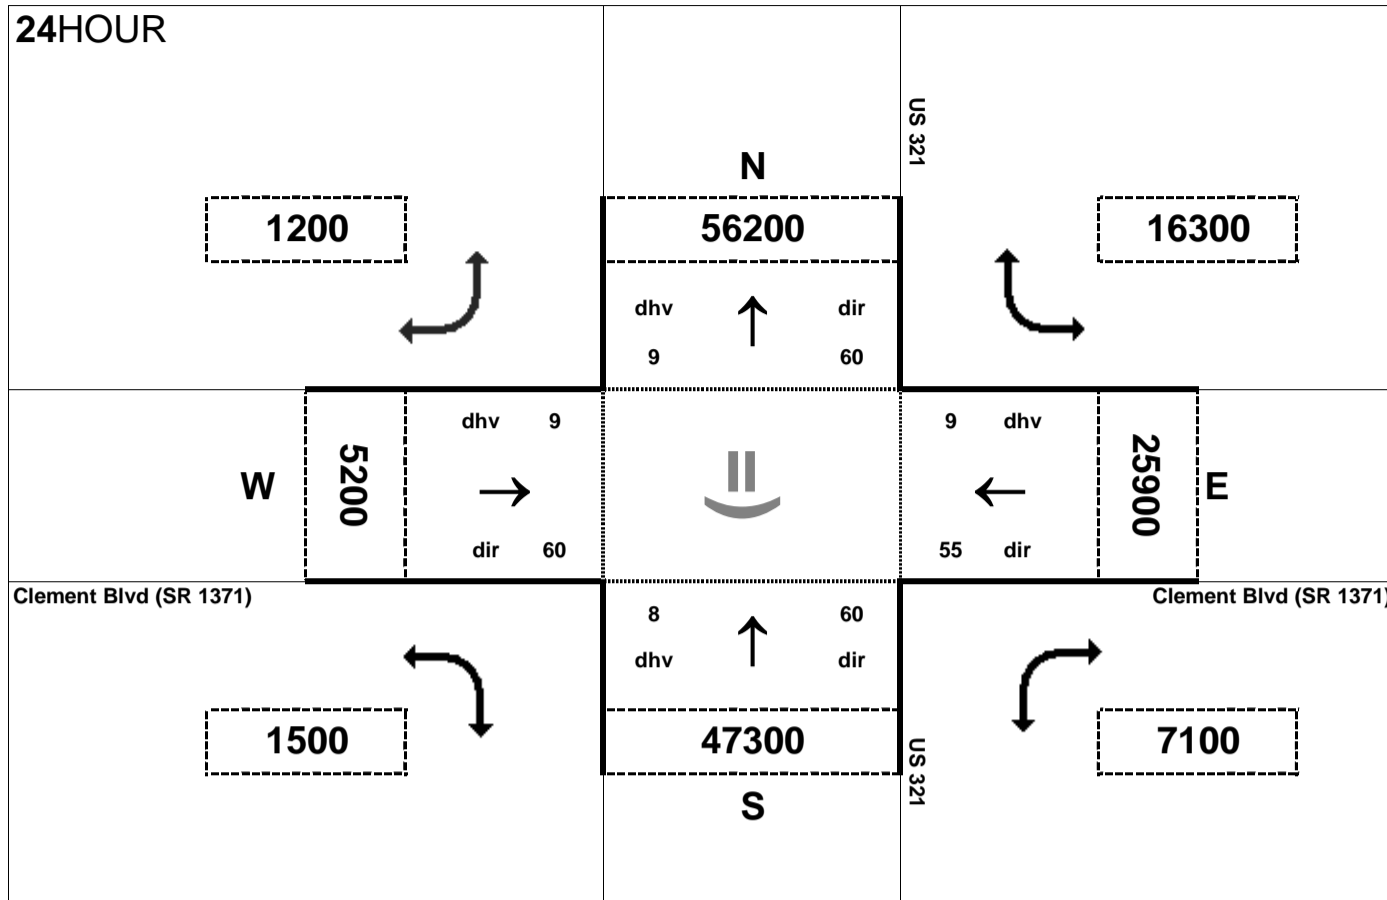 24HOUR
US 321
N
1200
56200
16300
dhv dir
9 60
dhv 9
9 dhv
W
5200
25900
E
dir 60
55 dir
Clement Blvd (SR 1371)
Clement Blvd (SR 1371)
8 60
dhv dir
1500
47300
7100
US 321
S